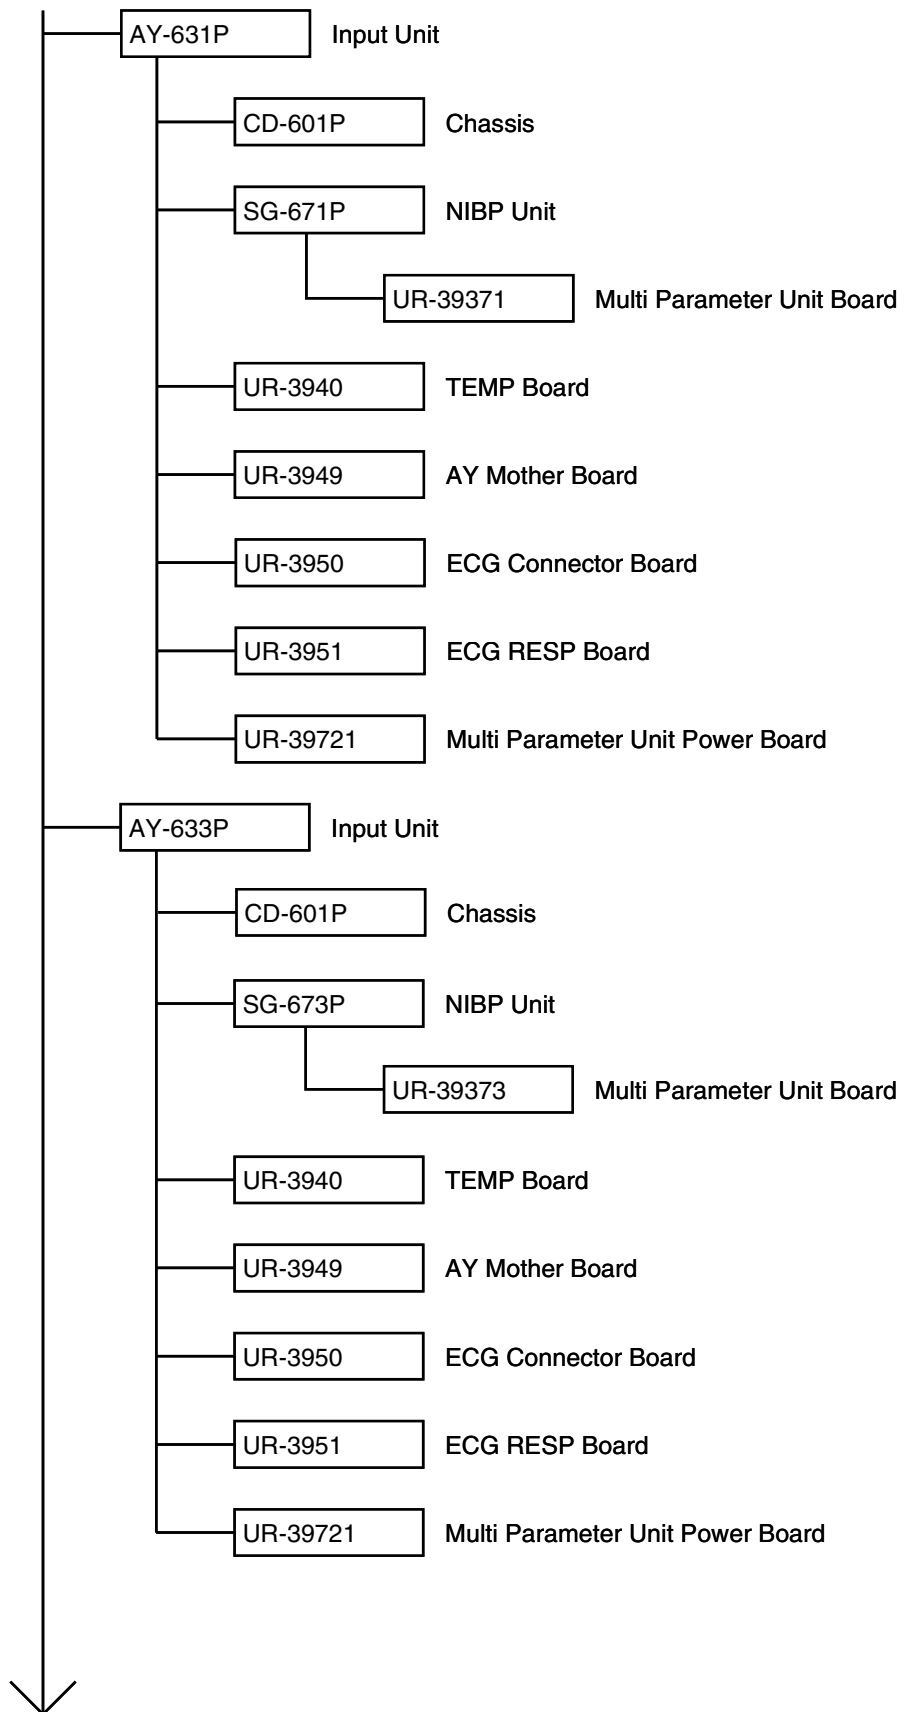 AY-631P Input Unit
CD-601P Chassis
SG-671P NIBP Unit
UR-39371 Multi Parameter Unit Board
UR-3940 TEMP Board
UR-3949 AY Mother Board
UR-3950 ECG Connector Board
UR-3951 ECG RESP Board
UR-39721 Multi Parameter Unit Power Board
AY-633P Input Unit
CD-601P Chassis
SG-673P NIBP Unit
UR-39373 Multi Parameter Unit Board
UR-3940 TEMP Board
UR-3949 AY Mother Board
UR-3950 ECG Connector Board
UR-3951 ECG RESP Board
UR-39721 Multi Parameter Unit Power Board